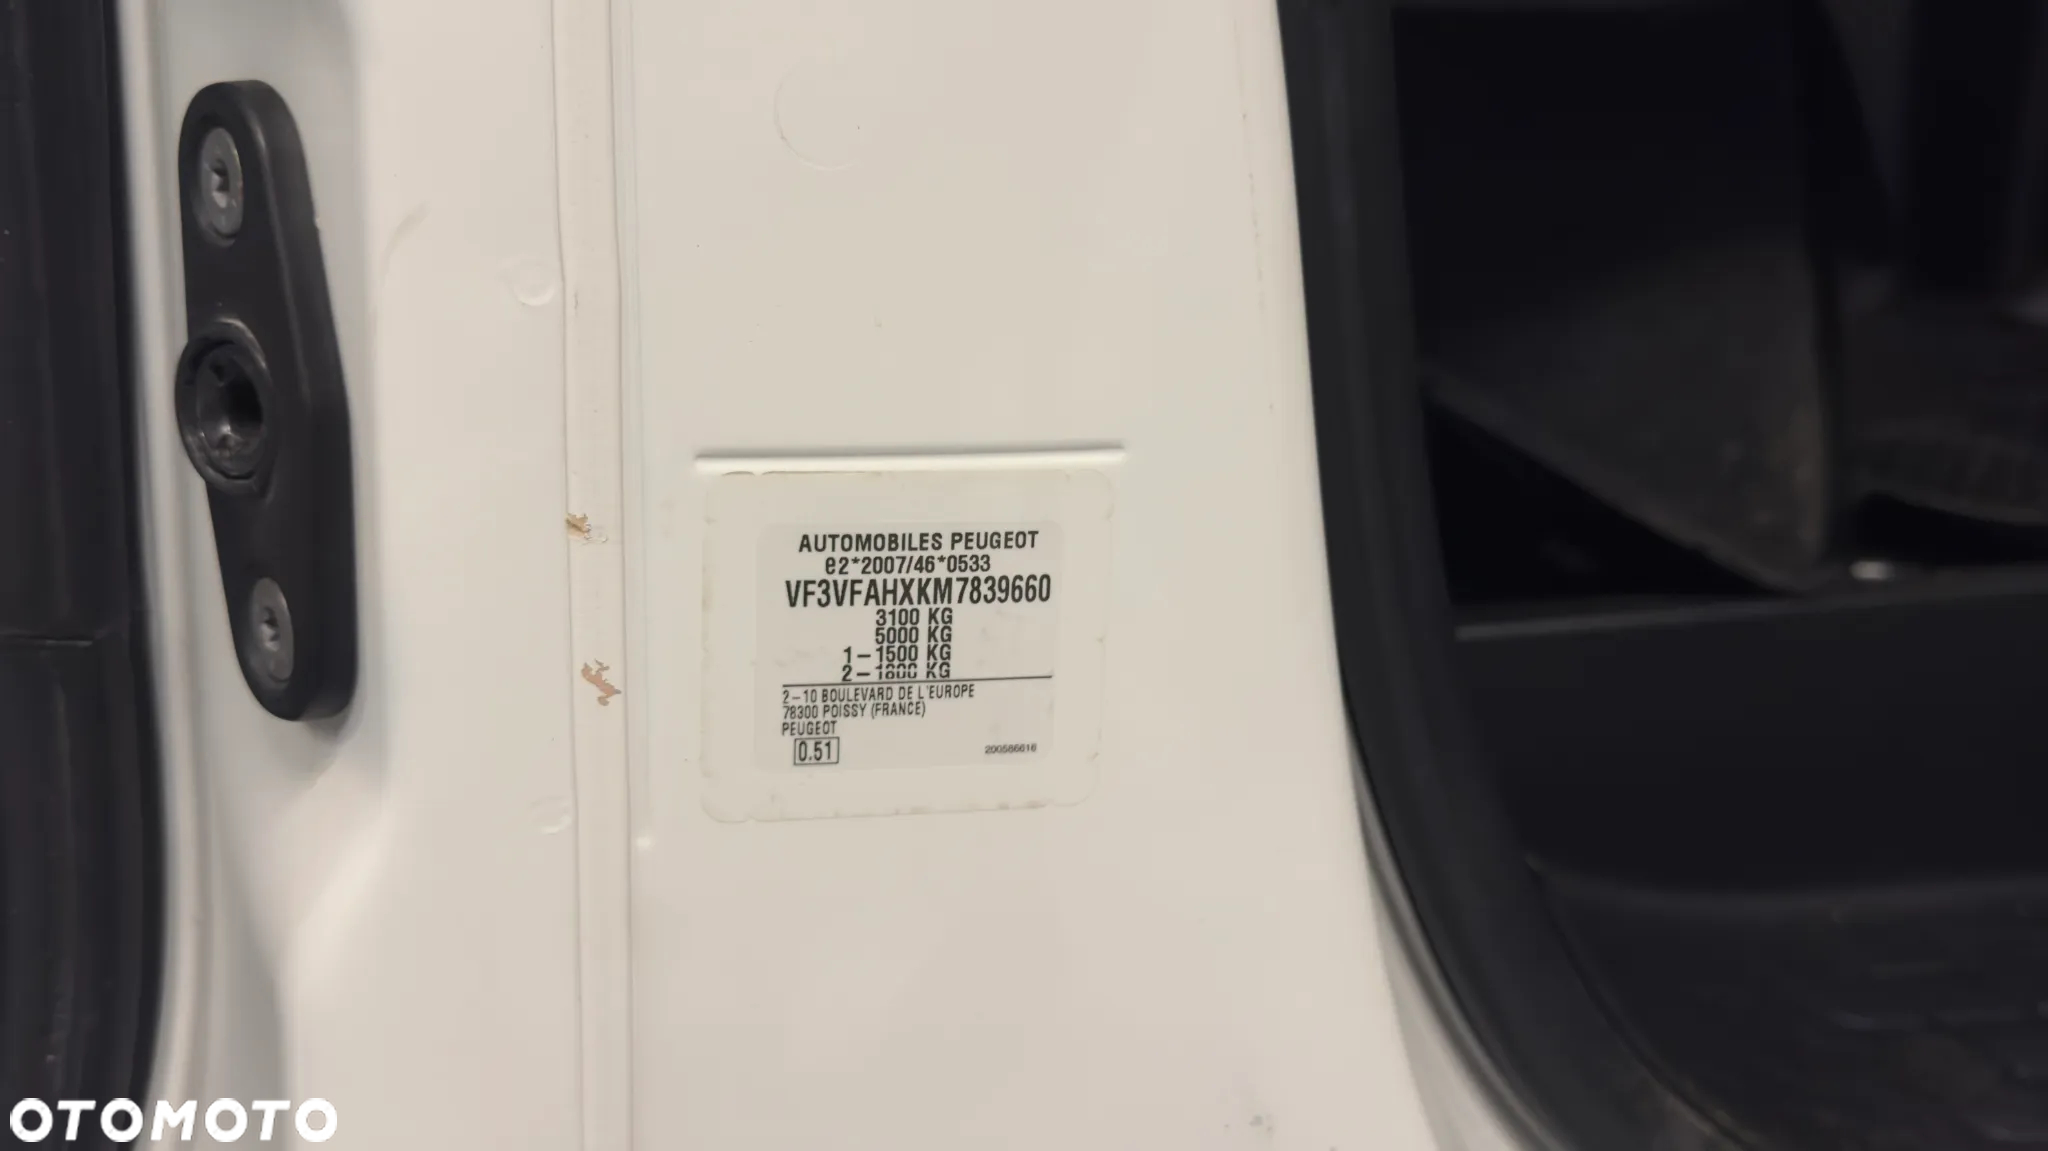 AUTOMOBILES PEUGEOT
e2*2007/46*0533
VF3VFAHXKM7839660
3100 KG
5000 KG
1-1500 KG
2-1800 KG
2-10 BOULEVARD DE L'EUROPE
78300 POISSY (FRANCE)
PEUGEOT
0.51
200586616
OTOMOTO